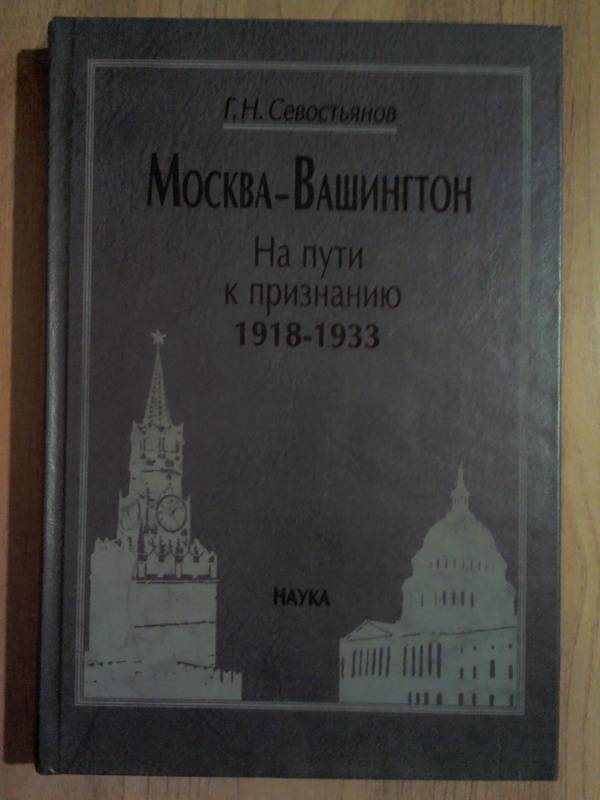 Г. Н. Севостьянов
Москва-Вашингтон
На пути
к признанию
1918-1933
НАУКА